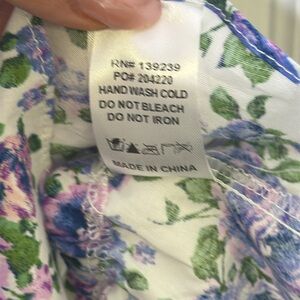 RN# 139239
PO# 204220
HAND WASH COLD
DO NOT BLEACH
DO NOT IRON
MADE IN CHINA